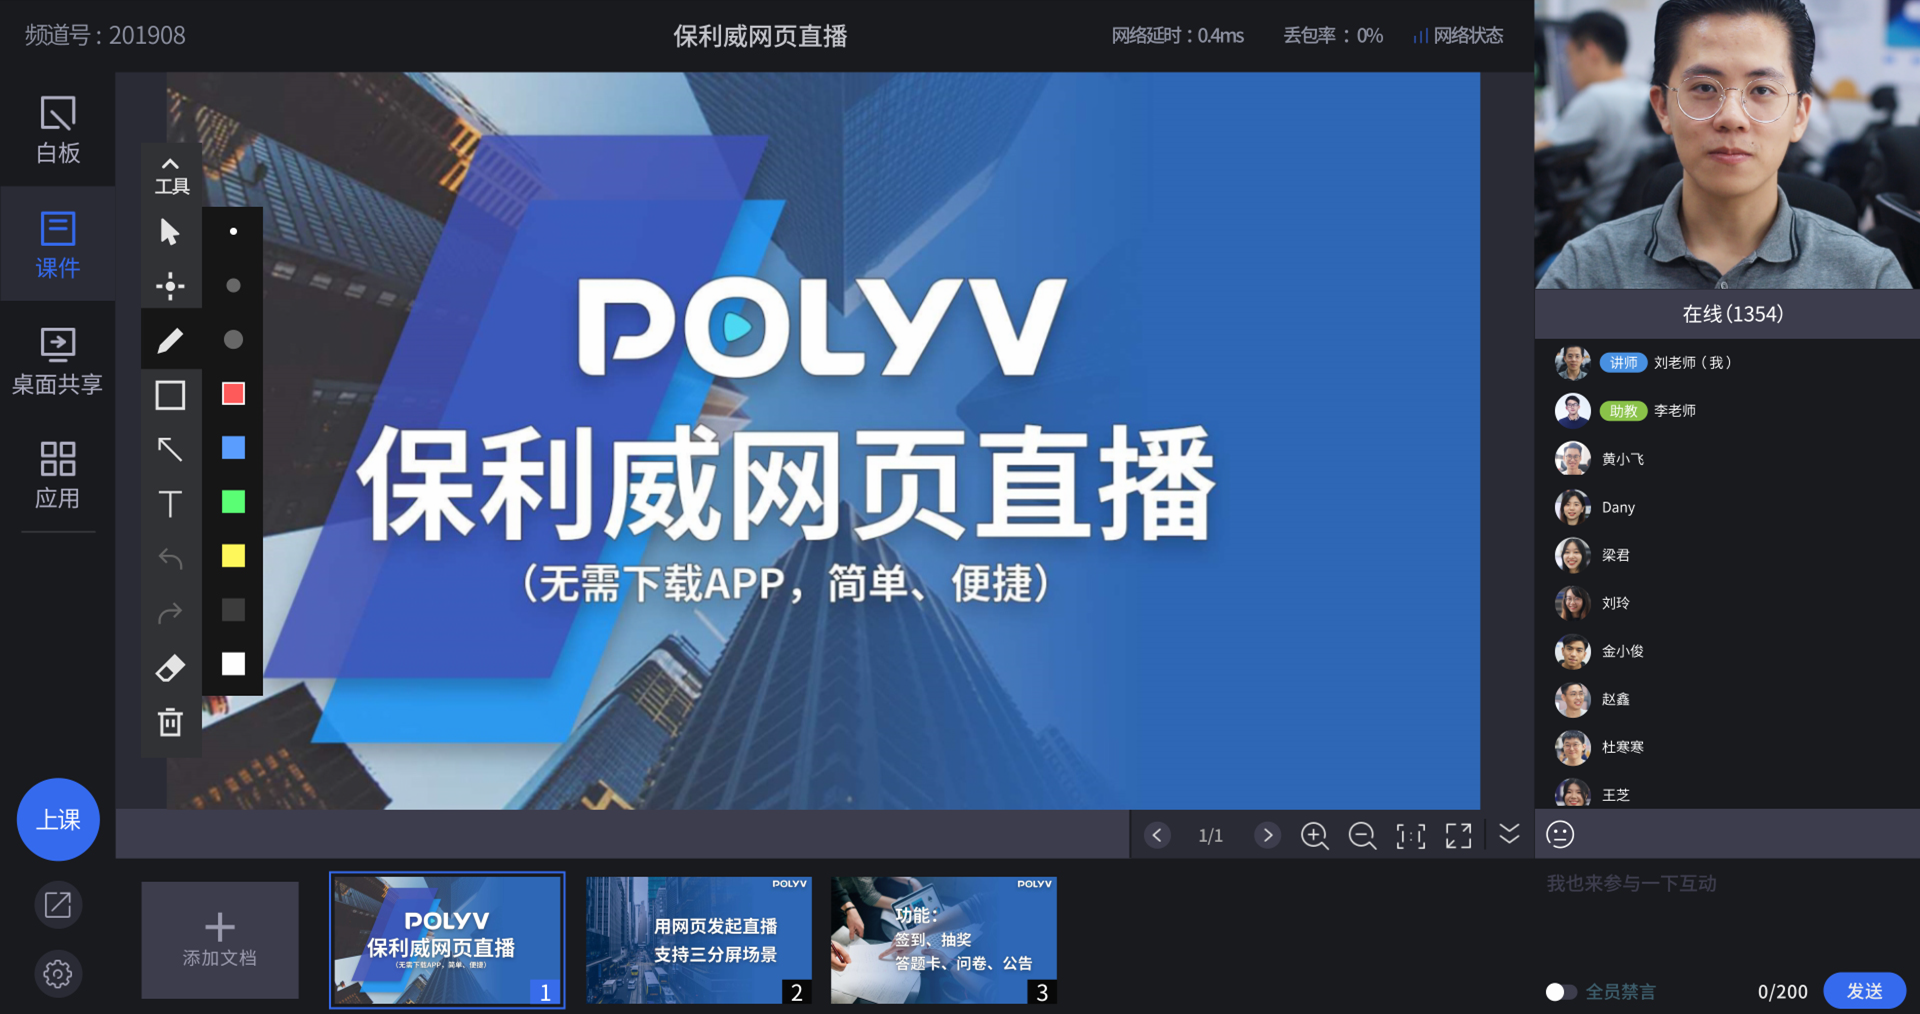 频道号 : 201908
保利威网页直播
网络延时 : 0.4ms
丢包率 : 0%
网络状态
白板
课件
桌面共享
应用
上课
工具
POLYV
保利威网页直播
（无需下载APP，简单、便捷）
1/1
添加文档
POLYV
保利威网页直播
（无需下载APP，简单、便捷）
1
POLYV
用网页发起直播
支持三分屏场景
2
POLYV
功能：
签到、抽奖
答题卡、问卷、公告
3
在线(1354)
讲师 刘老师（我）
助教 李老师
黄小飞
Dany
梁君
刘玲
金小俊
赵鑫
杜寒寒
王芝
我也来参与一下互动
全员禁言
0/200
发送